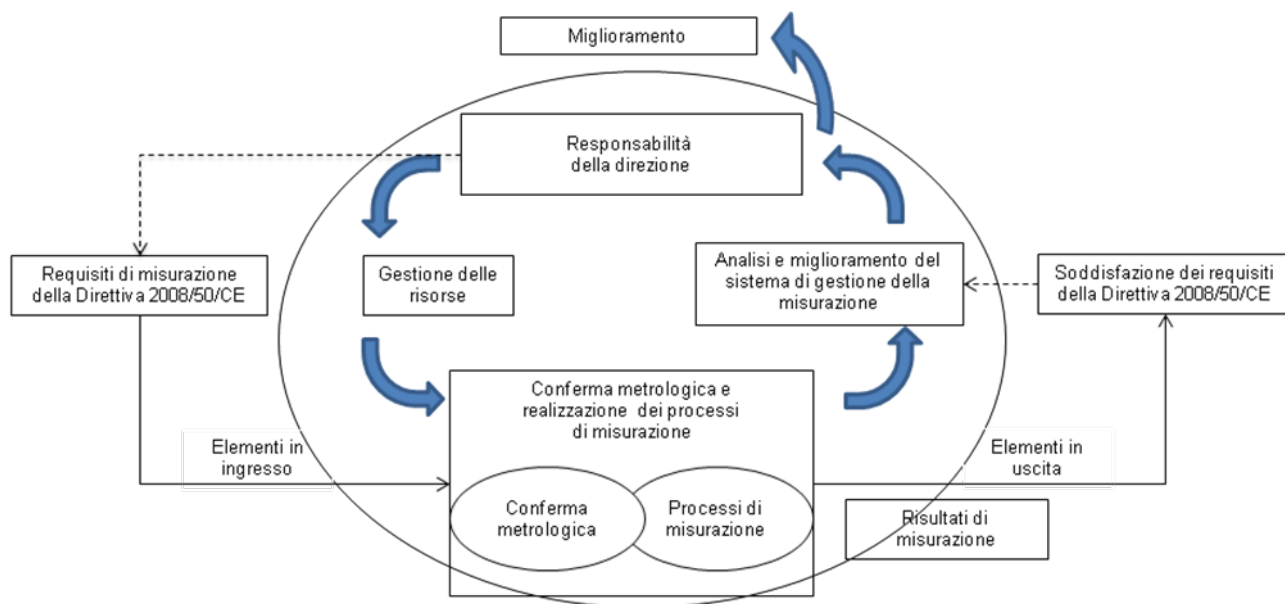 Miglioramento
Responsabilità
della direzione
Requisiti di misurazione
della Direttiva 2008/50/CE
Gestione delle
risorse
Analisi e miglioramento del
sistema di gestione della
misurazione
Soddisfazione dei requisiti
della Direttiva 2008/50/CE
Conferma metrologica e
realizzazione dei processi
di misurazione
Elementi in
ingresso
Elementi in
uscita
Conferma
metrologica
Processi di
misurazione
Risultati di
misurazione